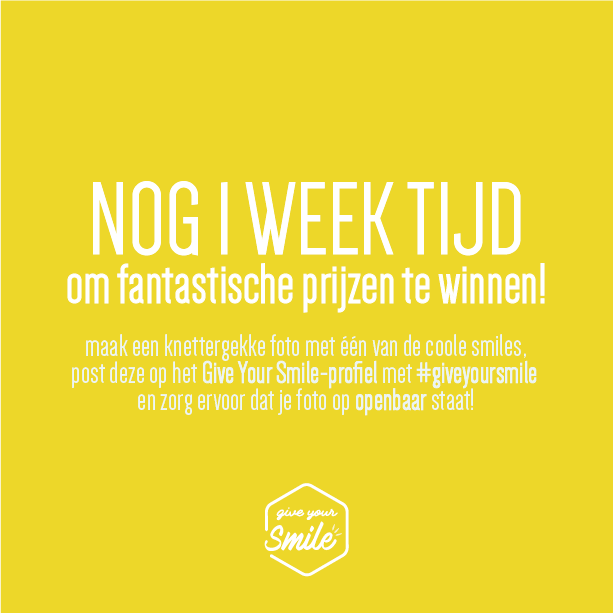 NOG 1 WEEK TIJD
om fantastische prijzen te winnen!
maak een knettergekke foto met één van de coole smiles,
post deze op het Give Your Smile-profiel met #giveyoursmile
en zorg ervoor dat je foto op openbaar staat!
give your
Smile